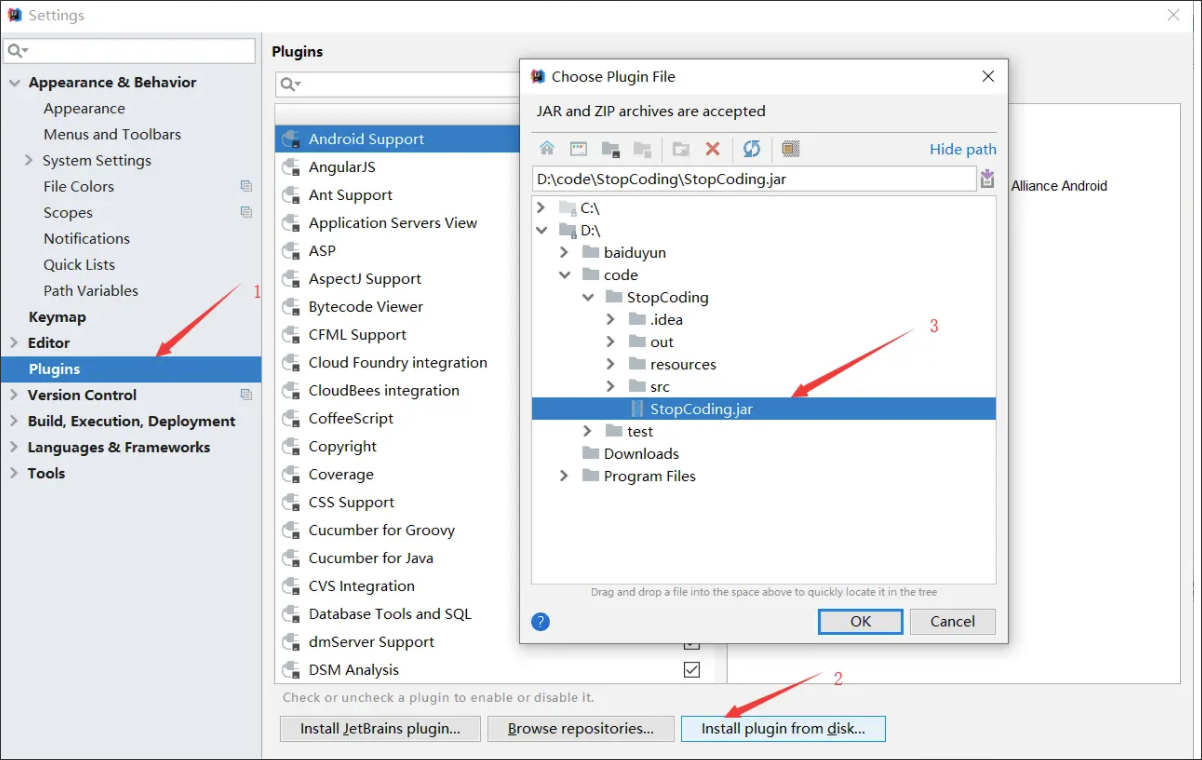 Settings
Appearance & Behavior
Appearance
Menus and Toolbars
System Settings
File Colors
Scopes
Notifications
Quick Lists
Path Variables
Keymap
Editor
Plugins
Version Control
Build, Execution, Deployment
Languages & Frameworks
Tools
1
Plugins
Android Support
AngularJS
Ant Support
Application Servers View
ASP
AspectJ Support
Bytecode Viewer
CFML Support
Cloud Foundry integration
CloudBees integration
CoffeeScript
Copyright
Coverage
CSS Support
Cucumber for Groovy
Cucumber for Java
CVS Integration
Database Tools and SQL
dmServer Support
DSM Analysis
Check or uncheck a plugin to enable or disable it.
Install JetBrains plugin...
Browse repositories...
Install plugin from disk...
2
Choose Plugin File
JAR and ZIP archives are accepted
Hide path
D:\code\StopCoding\StopCoding.jar
C:\
D:\
baiduyun
code
StopCoding
.idea
out
resources
src
StopCoding.jar
test
Downloads
Program Files
3
Drag and drop a file into the space above to quickly locate it in the tree
?
OK
Cancel
Alliance Android